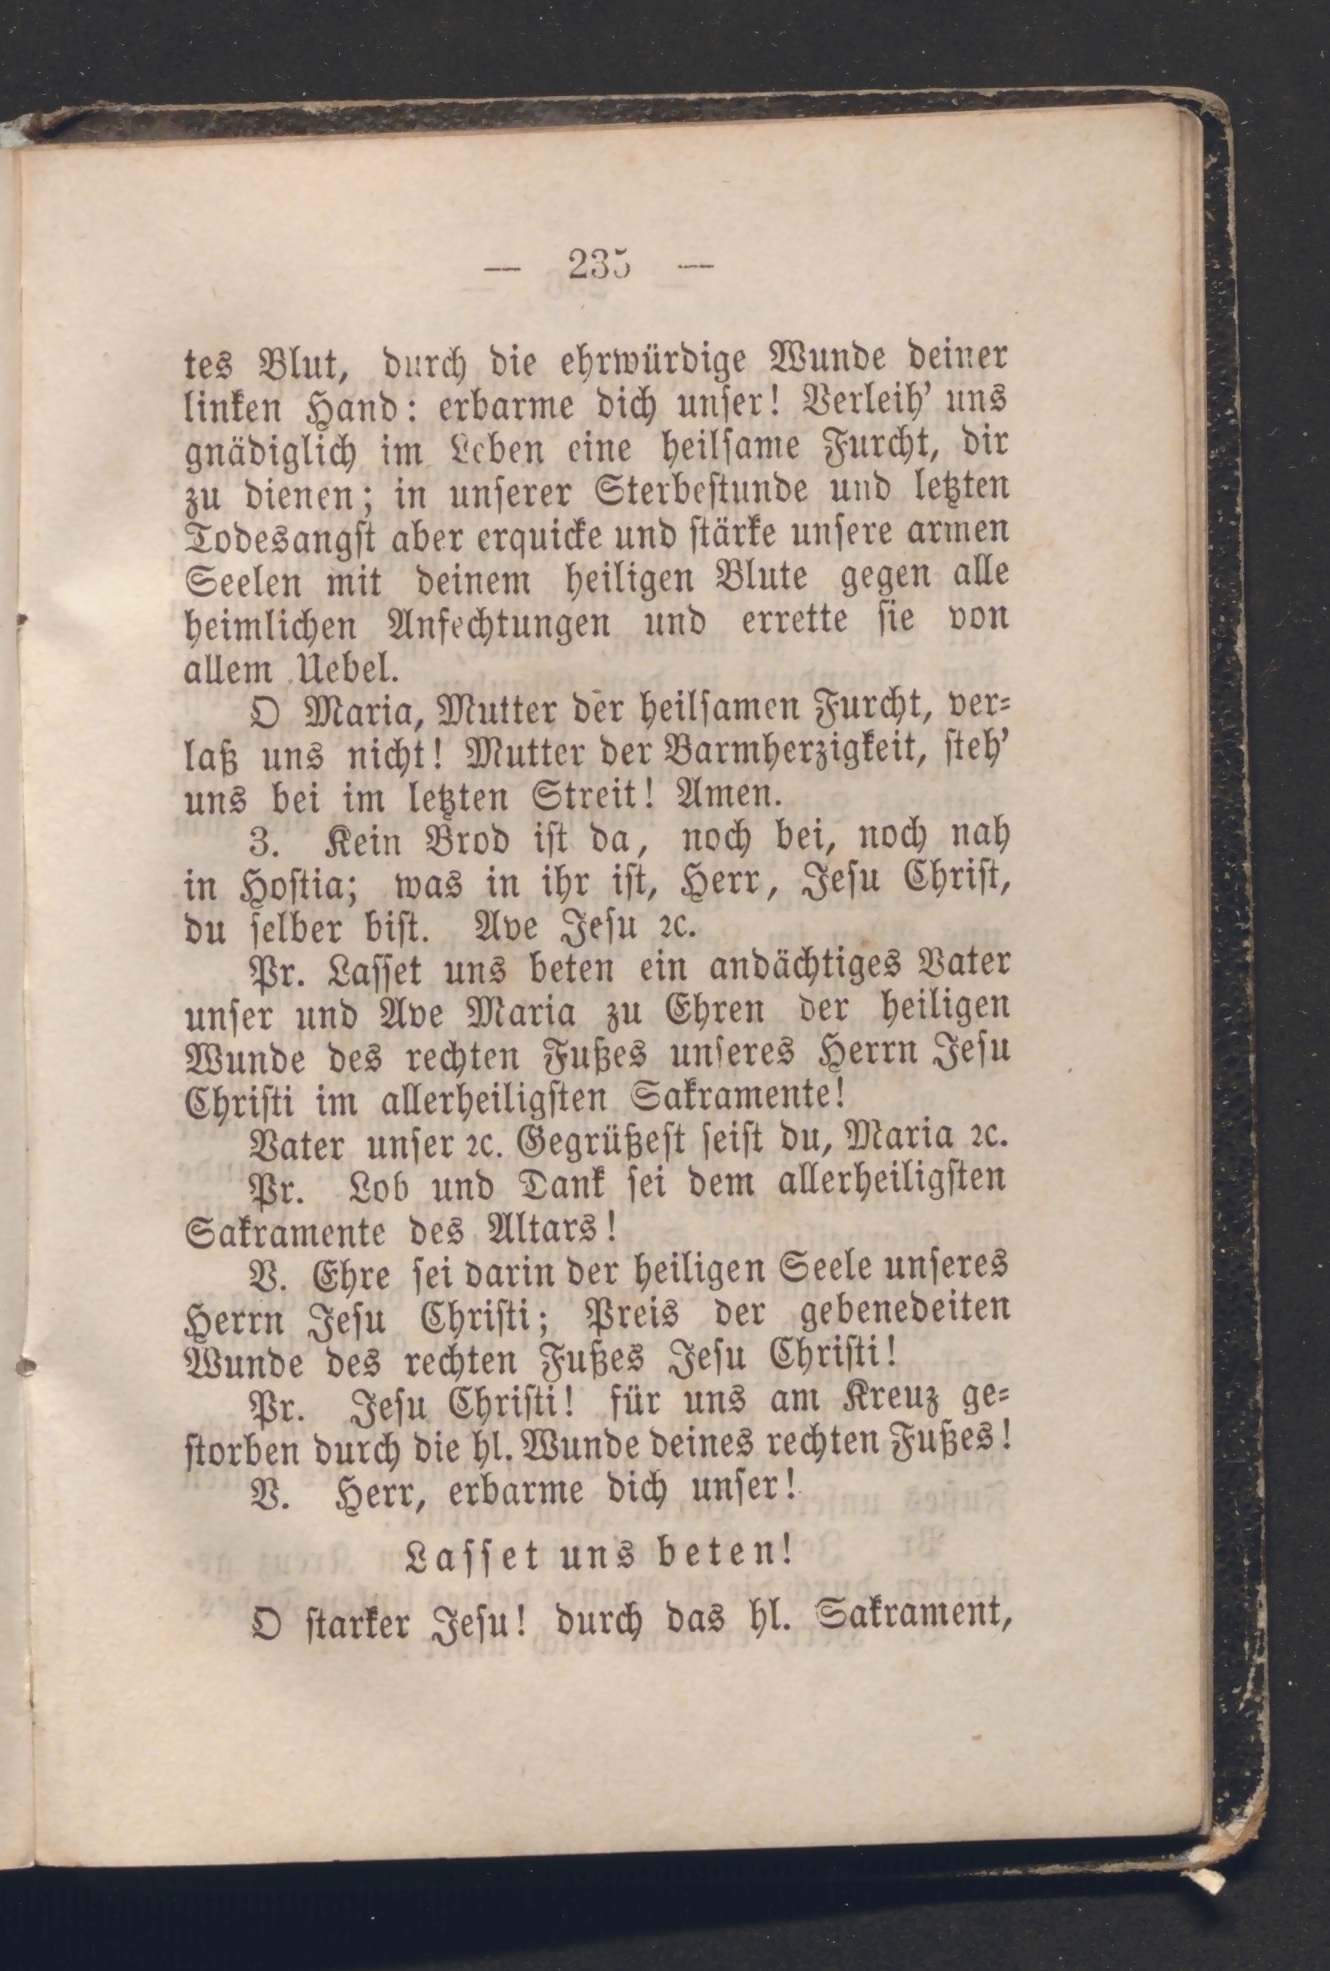 — 235 —
tes Blut, durch die ehrwürdige Wunde deiner
linken Hand: erbarme dich unser! Verleih' uns
gnädiglich im Leben eine heilsame Furcht, dir
zu dienen; in unserer Sterbestunde und letzten
Todesangst aber erquicke und stärke unsere armen
Seelen mit deinem heiligen Blute gegen alle
heimlichen Anfechtungen und errette sie von
allem Uebel.
O Maria, Mutter der heilsamen Furcht, ver-
laß uns nicht! Mutter der Barmherzigkeit, steh'
uns bei im letzten Streit! Amen.
3. Kein Brod ist da, noch bei, noch nah
in Hostia; was in ihr ist, Herr, Jesu Christ,
du selber bist. Ave Jesu ꝛc.
Pr. Lasset uns beten ein andächtiges Vater
unser und Ave Maria zu Ehren der heiligen
Wunde des rechten Fußes unseres Herrn Jesu
Christi im allerheiligsten Sakramente!
Vater unser ꝛc. Gegrüßest seist du, Maria ꝛc.
Pr. Lob und Dank sei dem allerheiligsten
Sakramente des Altars!
V. Ehre sei darin der heiligen Seele unseres
Herrn Jesu Christi; Preis der gebenedeiten
Wunde des rechten Fußes Jesu Christi!
Pr. Jesu Christi! für uns am Kreuz ge-
storben durch die hl. Wunde deines rechten Fußes!
V. Herr, erbarme dich unser!
Lasset uns beten!
O starker Jesu! durch das hl. Sakrament,